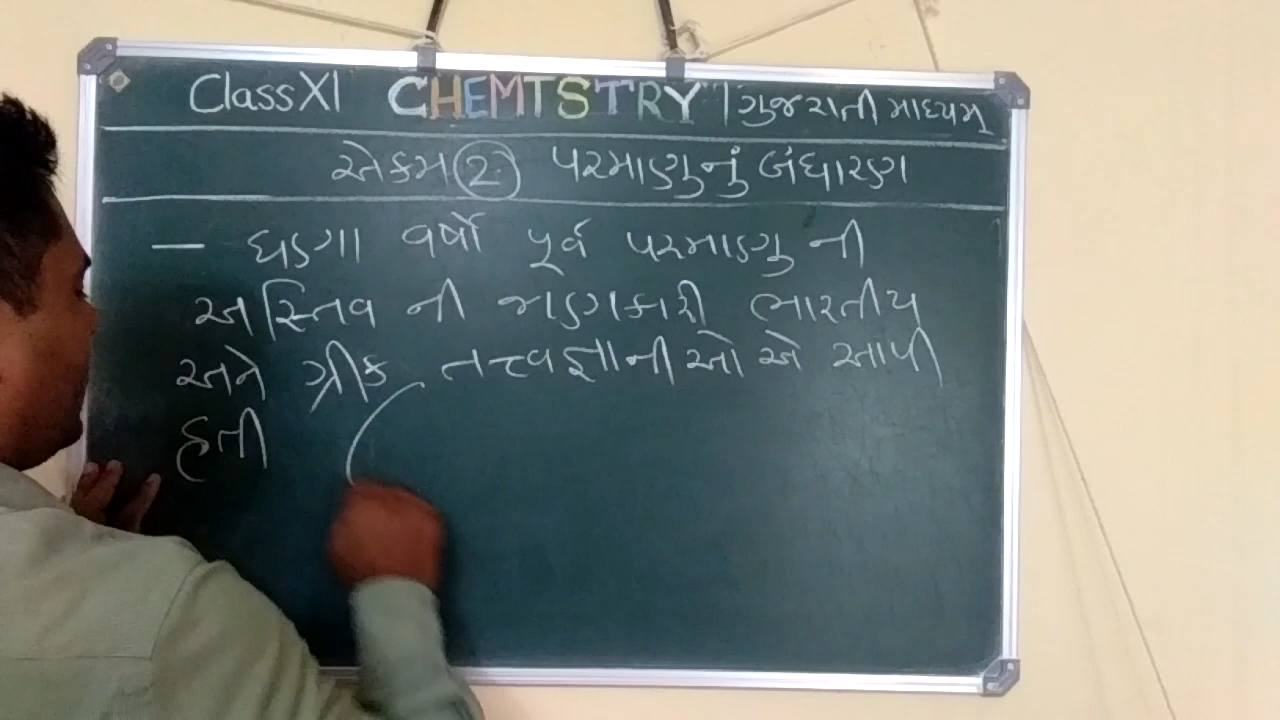 Class XI CHEMISTRY | ગુજરાતી માધ્યમ
એકમ 2 પરમાણુનું બંધારણ
— ઘણા વર્ષો પૂર્વ પરમાણુ ની
અસ્તિવ ની જાણકારી ભારતીય
અને ગ્રીક તત્ત્વજ્ઞાનીઓ એ આપી
હતી (